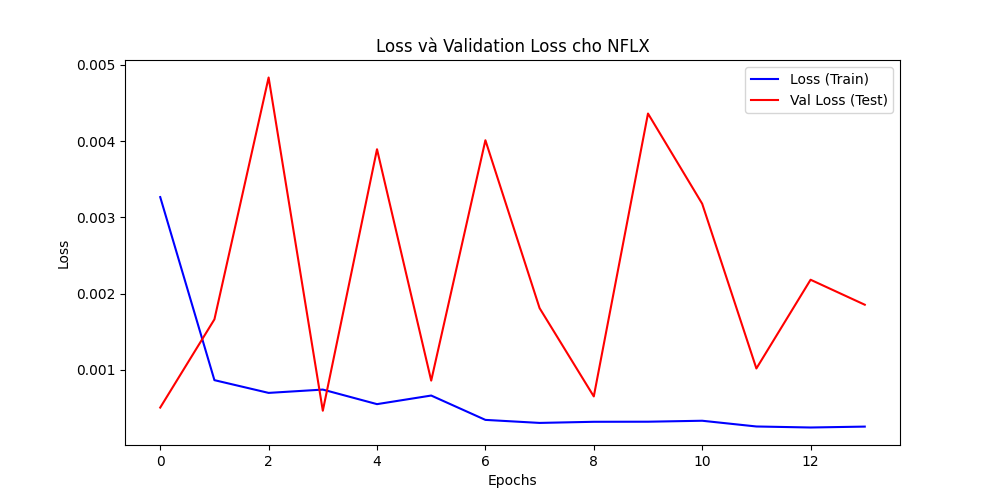 Loss và Validation Loss cho NFLX
Loss (Train)
Val Loss (Test)
0.005
0.004
0.003
0.002
0.001
Loss
0 2 4 6 8 10 12
Epochs